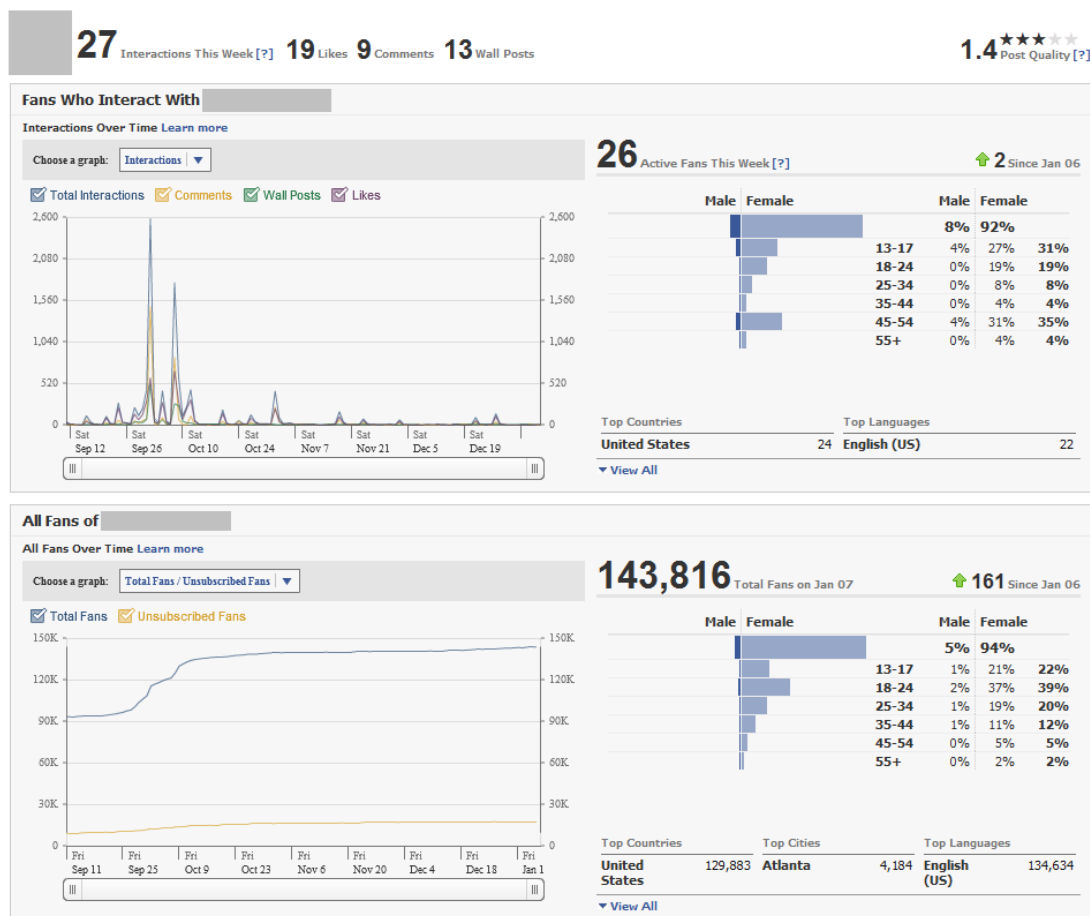 27 Interactions This Week [?] 19 Likes 9 Comments 13 Wall Posts
1.4 Post Quality [?]
Fans Who Interact With
Interactions Over Time Learn more
Choose a graph: Interactions
Total Interactions Comments Wall Posts Likes
2,600 2,600
2,080 2,080
1,560 1,560
1,040 1,040
520 520
0 0
Sat Sat Sat Sat Sat Sat Sat Sat
Sep 12 Sep 26 Oct 10 Oct 24 Nov 7 Nov 21 Dec 5 Dec 19
26 Active Fans This Week [?] 2 Since Jan 06
Male Female Male Female
8% 92%
13-17 4% 27% 31%
18-24 0% 19% 19%
25-34 0% 8% 8%
35-44 0% 4% 4%
45-54 4% 31% 35%
55+ 0% 4% 4%
Top Countries Top Languages
United States 24 English (US) 22
View All
All Fans of
All Fans Over Time Learn more
Choose a graph: Total Fans / Unsubscribed Fans
Total Fans Unsubscribed Fans
150K 150K
120K 120K
90K 90K
60K 60K
30K 30K
0 0
Fri Fri Fri Fri Fri Fri Fri Fri Fri
Sep 11 Sep 25 Oct 9 Oct 23 Nov 6 Nov 20 Dec 4 Dec 18 Jan 1
143,816 Total Fans on Jan 07 161 Since Jan 06
Male Female Male Female
5% 94%
13-17 1% 21% 22%
18-24 2% 37% 39%
25-34 1% 19% 20%
35-44 1% 11% 12%
45-54 0% 5% 5%
55+ 0% 2% 2%
Top Countries Top Cities Top Languages
United States 129,883 Atlanta 4,184 English (US) 134,634
View All